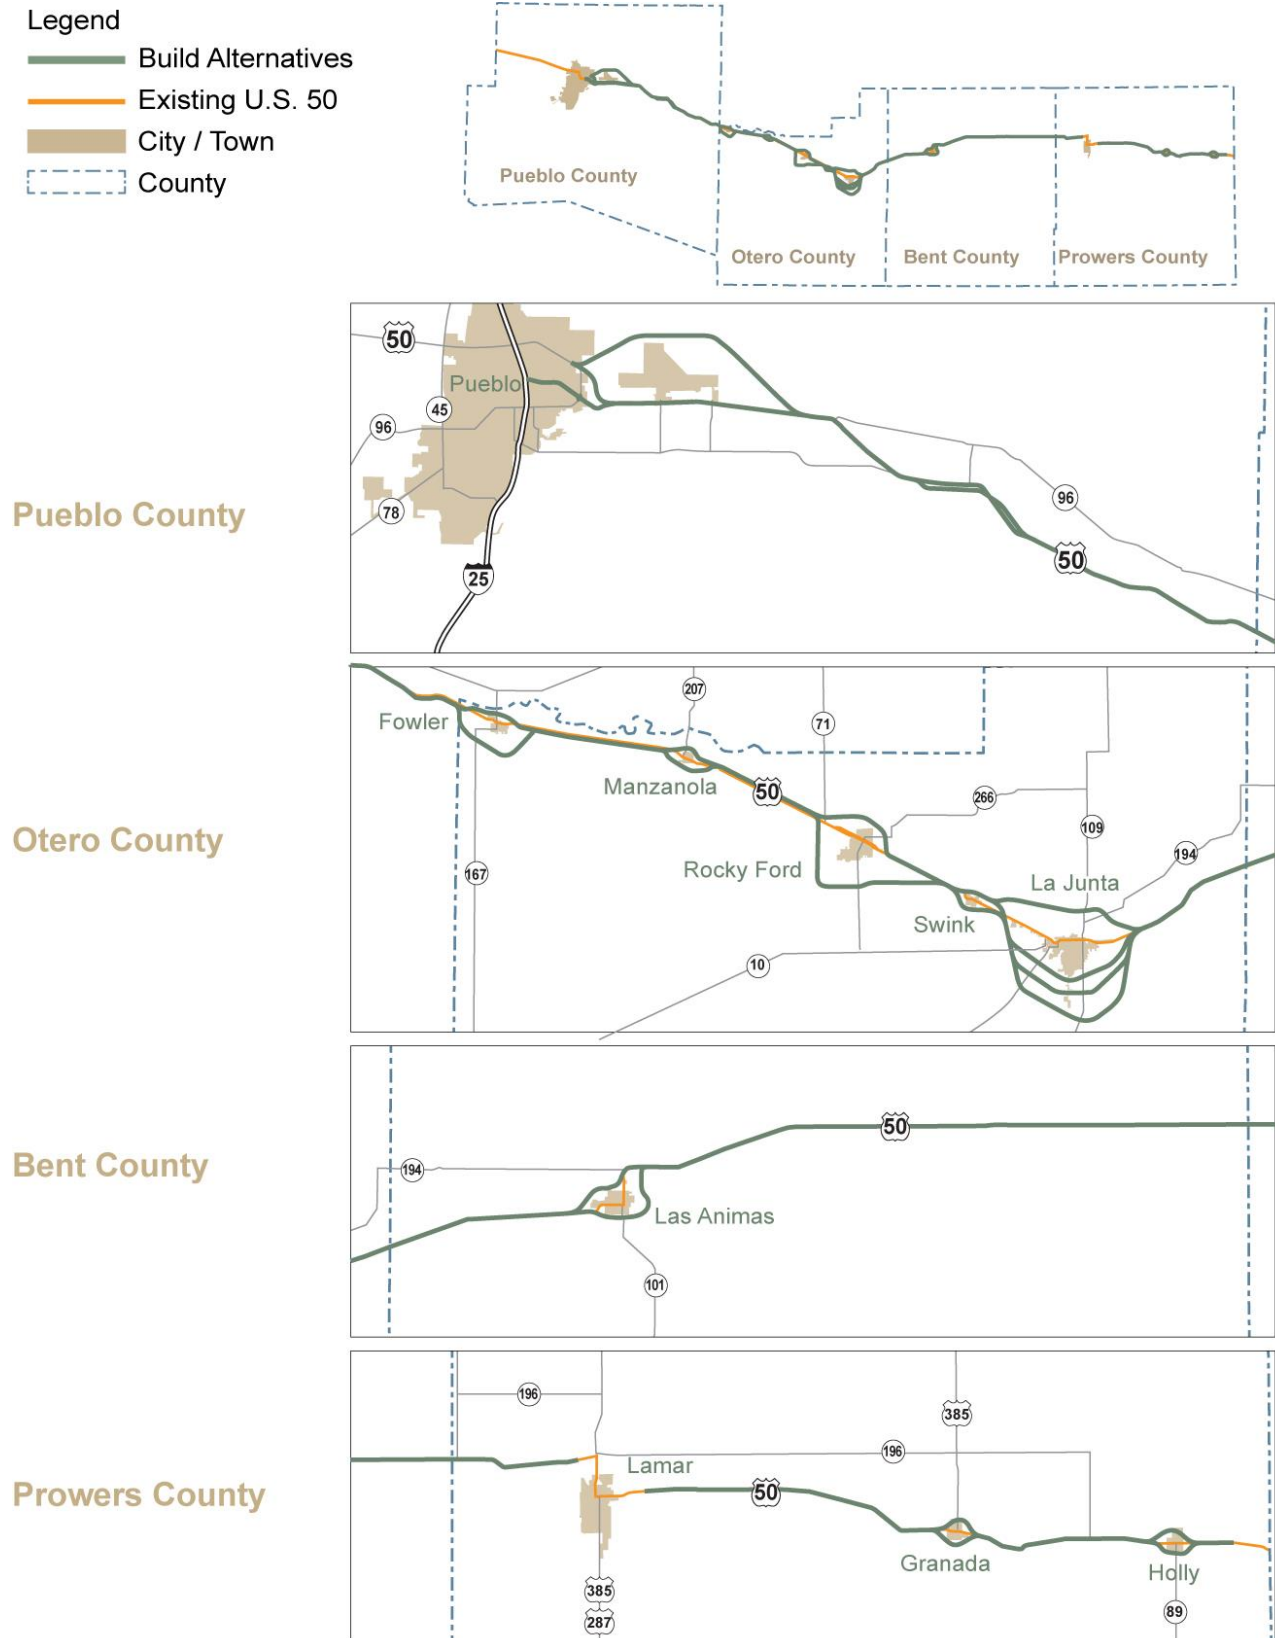 Legend
Build Alternatives
Existing U.S. 50
City / Town
County
Pueblo County
Otero County
Bent County
Prowers County
Pueblo County
50
Pueblo
45
96
78
25
96
50
Otero County
207
Fowler
71
Manzanola
50
266
109
194
Rocky Ford
La Junta
167
Swink
10
Bent County
50
194
Las Animas
101
Prowers County
196
385
196
Lamar
50
Granada
Holly
385
89
287